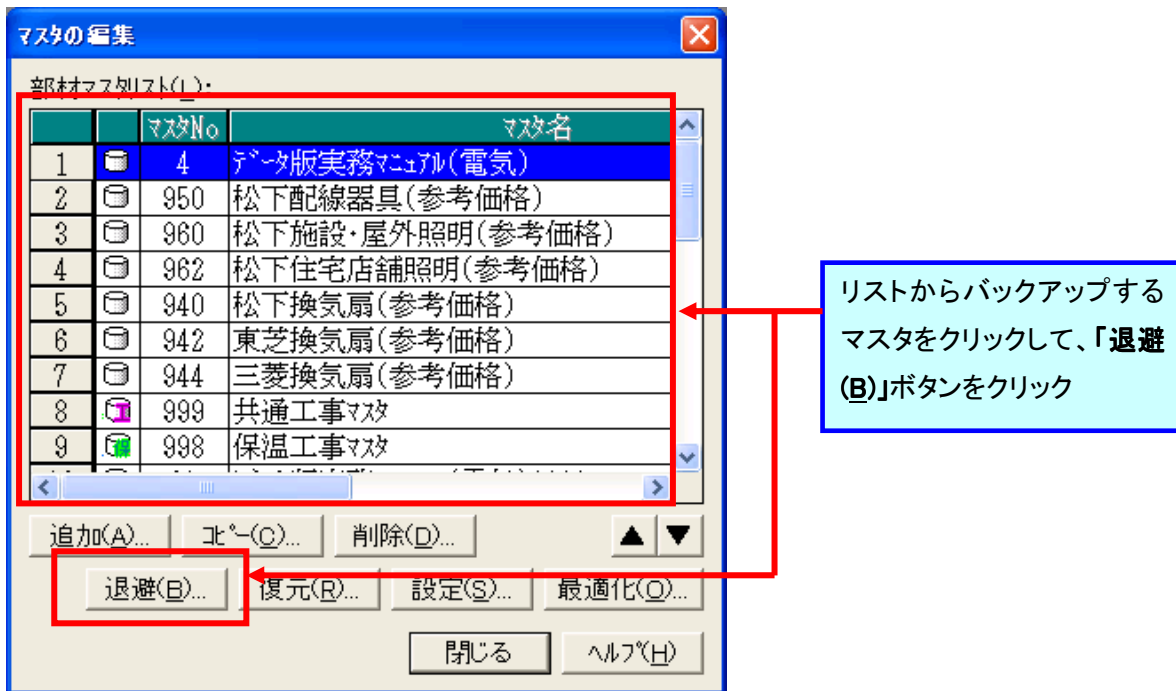 マスタの編集
部材マスタリスト(L):
マスタNo マスタ名
1 4 データ版実務マニュアル(電気)
2 950 松下配線器具(参考価格)
3 960 松下施設・屋外照明(参考価格)
4 962 松下住宅店舗照明(参考価格)
5 940 松下換気扇(参考価格)
6 942 東芝換気扇(参考価格)
7 944 三菱換気扇(参考価格)
8 999 共通工事マスタ
9 998 保温工事マスタ
追加(A)... コピー(C)... 削除(D)... ▲ ▼
退避(B)... 復元(R)... 設定(S)... 最適化(O)...
閉じる ヘルプ(H)
リストからバックアップする
マスタをクリックして、「退避
(B)」ボタンをクリック